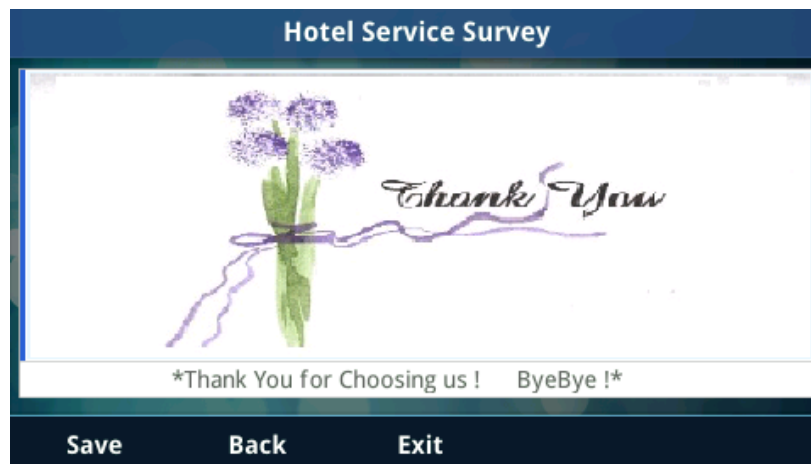 Hotel Service Survey
Thank You
*Thank You for Choosing us ! ByeBye !*
Save Back Exit